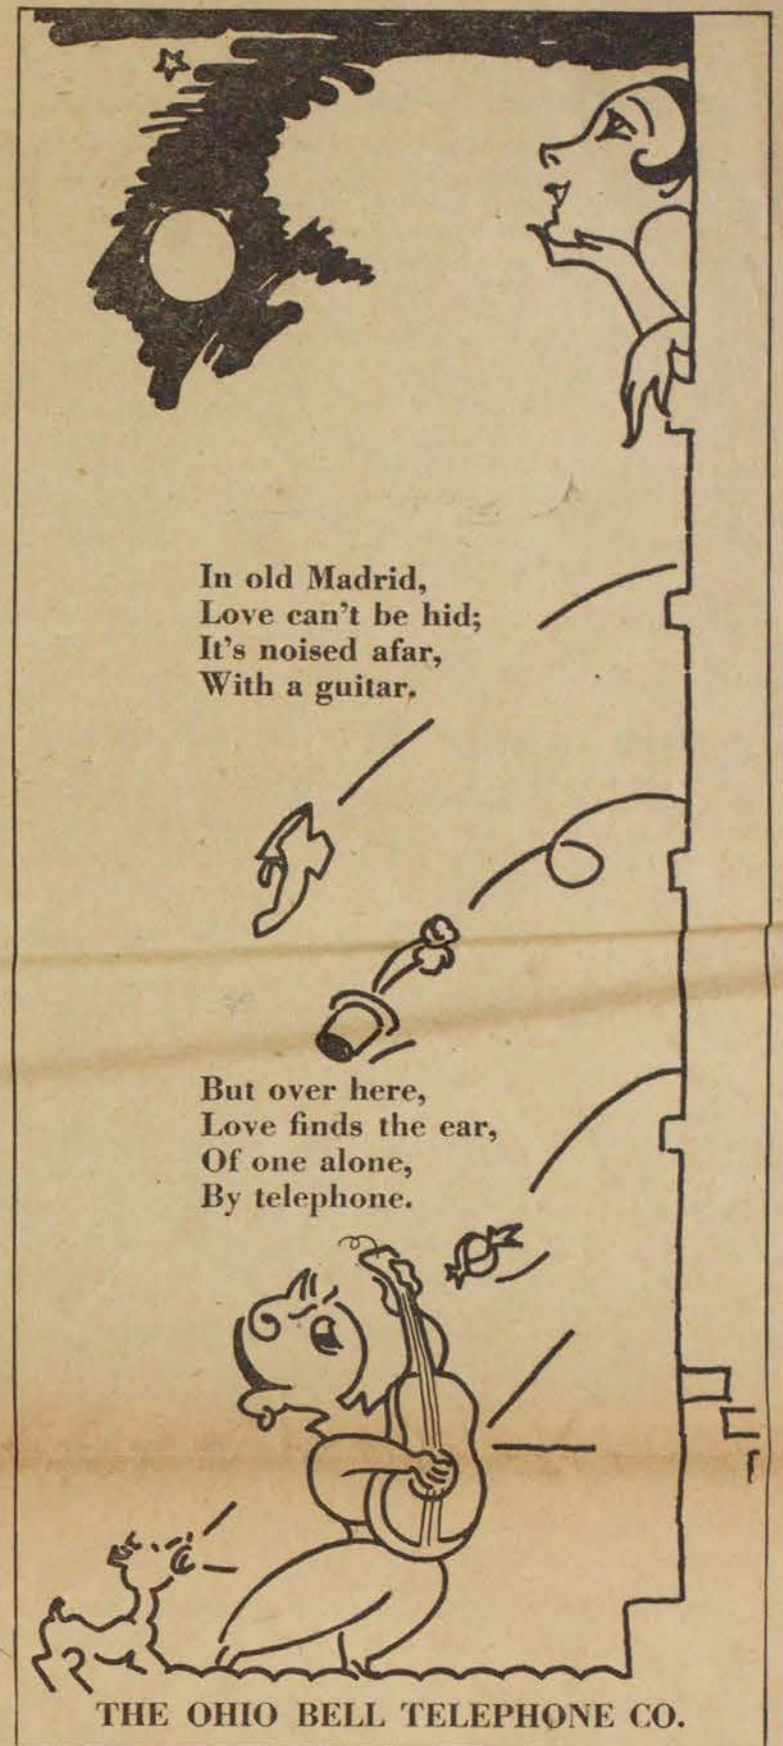 In old Madrid,
Love can't be hid;
It's noised afar,
With a guitar.
But over here,
Love finds the ear,
Of one alone,
By telephone.
THE OHIO BELL TELEPHONE CO.